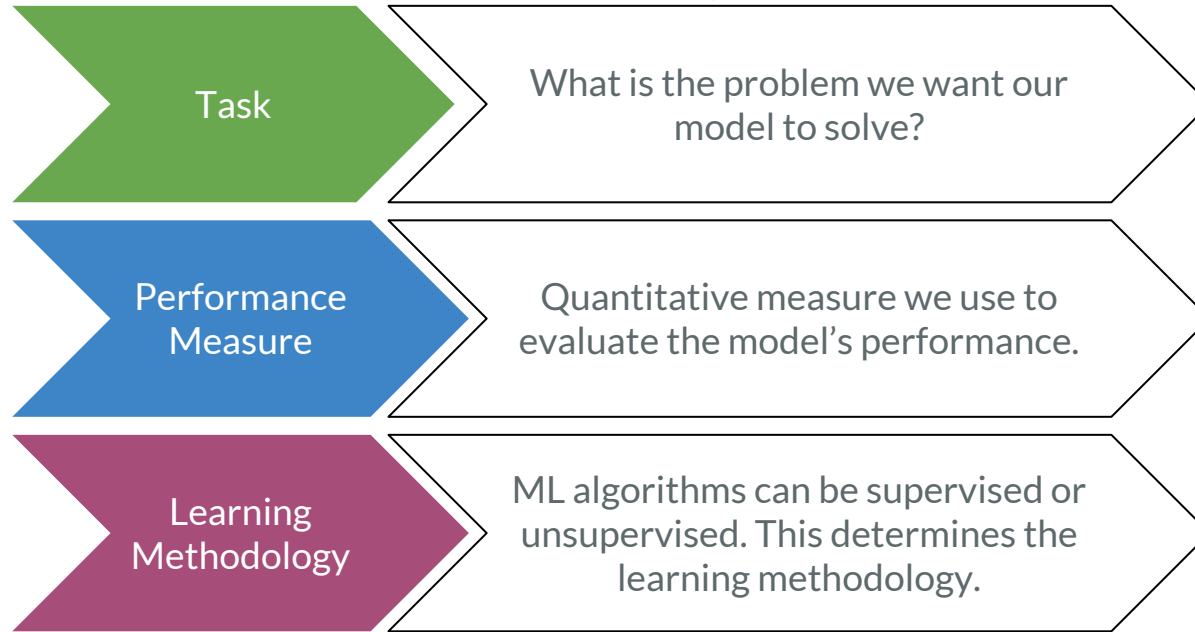 Task
What is the problem we want our
model to solve?
Performance
Measure
Quantitative measure we use to
evaluate the model’s performance.
Learning
Methodology
ML algorithms can be supervised or
unsupervised. This determines the
learning methodology.